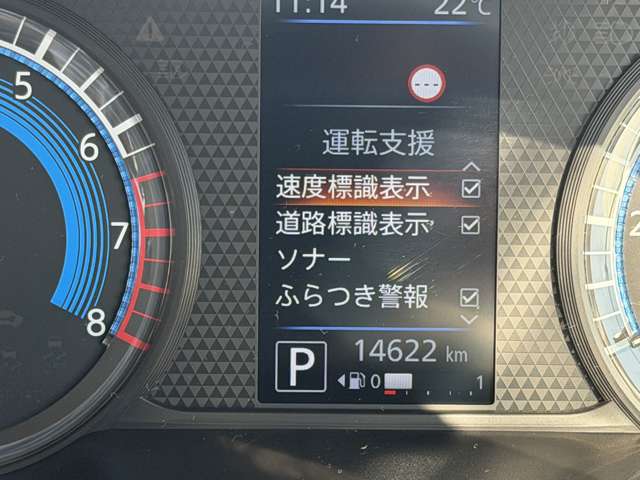 11:14 22℃
運転支援
速度標識表示
道路標識表示
ソナー
ふらつき警報
P 14622 km
0 1
5
6
7
8
4